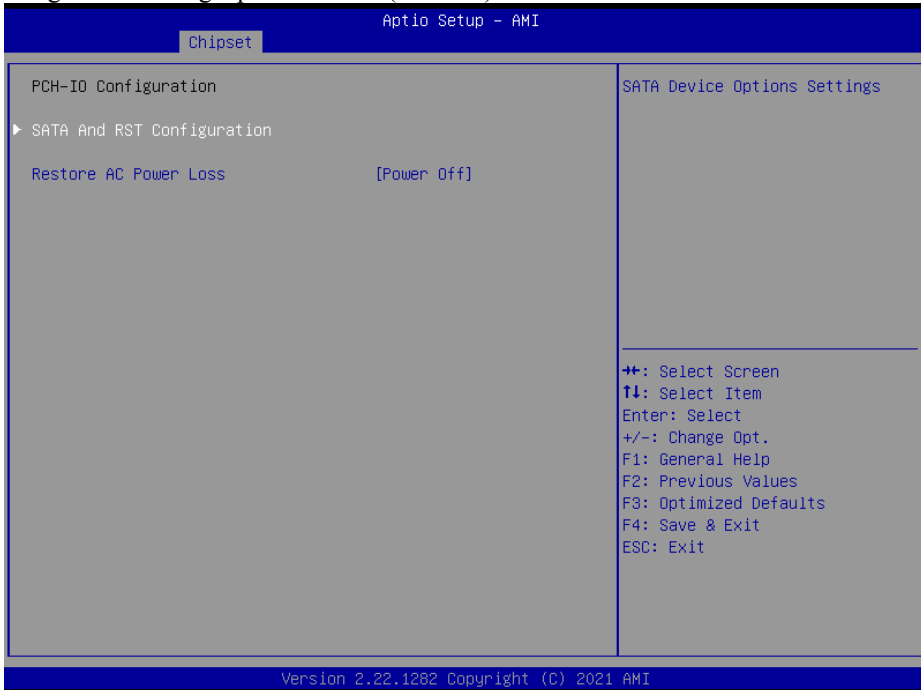 Aptio Setup – AMI
Chipset
PCH-IO Configuration
SATA And RST Configuration
Restore AC Power Loss [Power Off]
SATA Device Options Settings
→←: Select Screen
↑↓: Select Item
Enter: Select
+/-: Change Opt.
F1: General Help
F2: Previous Values
F3: Optimized Defaults
F4: Save & Exit
ESC: Exit
Version 2.22.1282 Copyright (C) 2021 AMI